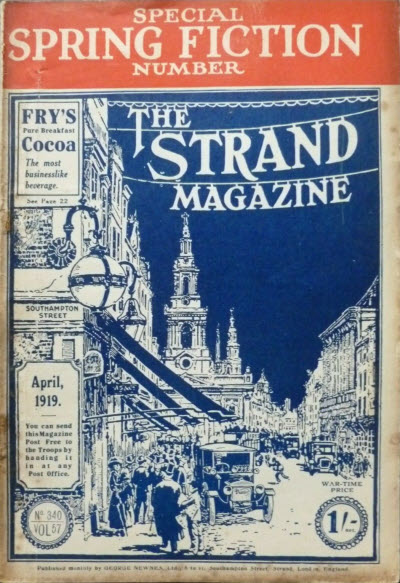 SPECIAL
SPRING FICTION
NUMBER
FRY'S
Pure Breakfast
Cocoa
The most
businesslike
beverage.
See Page 22
THE
STRAND
MAGAZINE
SOUTHAMPTON
STREET
April,
1919.
You can send
this Magazine
Post Free to
the Troops by
handing it
in at any
Post Office.
Nº 340
VOL 57
WAR-TIME
PRICE
1/-
NET.
Published monthly by GEORGE NEWNES, Ltd., 8 to 11, Southampton Street, Strand, London, England.